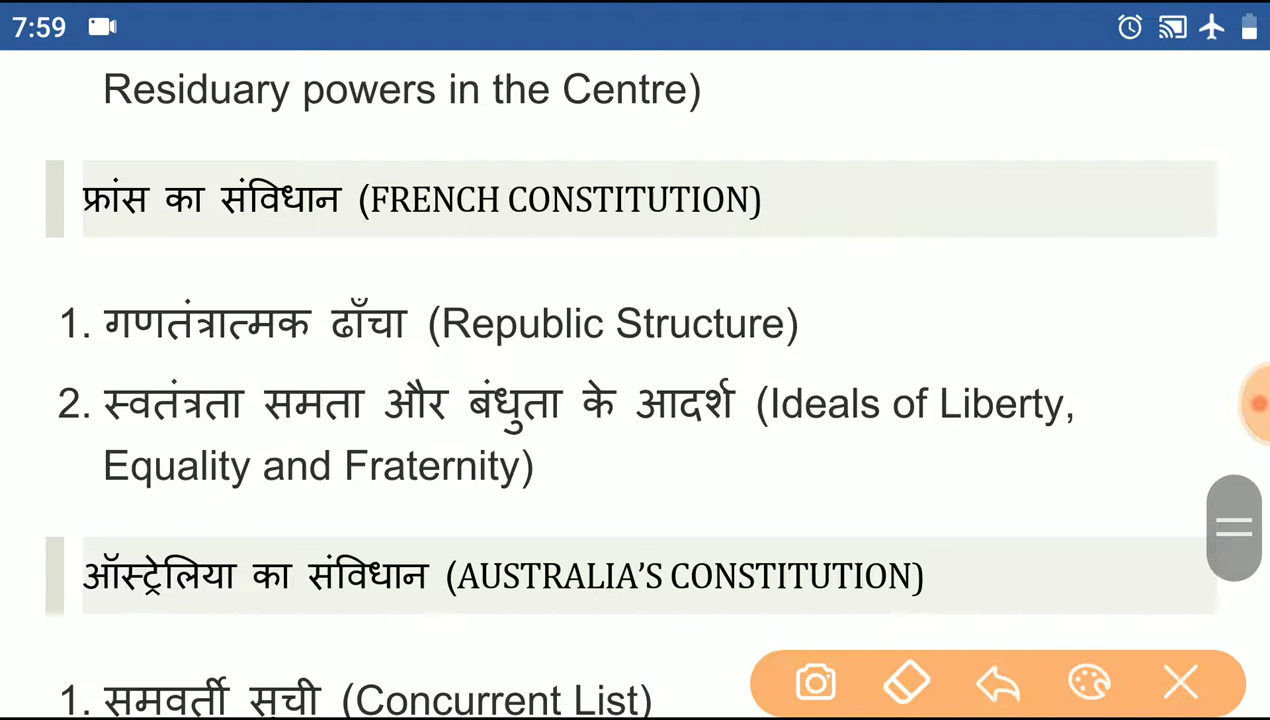 7:59
Residuary powers in the Centre)
फ्रांस का संविधान (FRENCH CONSTITUTION)
1. गणतंत्रात्मक ढाँचा (Republic Structure)
2. स्वतंत्रता समता और बंधुता के आदर्श (Ideals of Liberty,
Equality and Fraternity)
ऑस्ट्रेलिया का संविधान (AUSTRALIA’S CONSTITUTION)
1. समवर्ती सूची (Concurrent List)